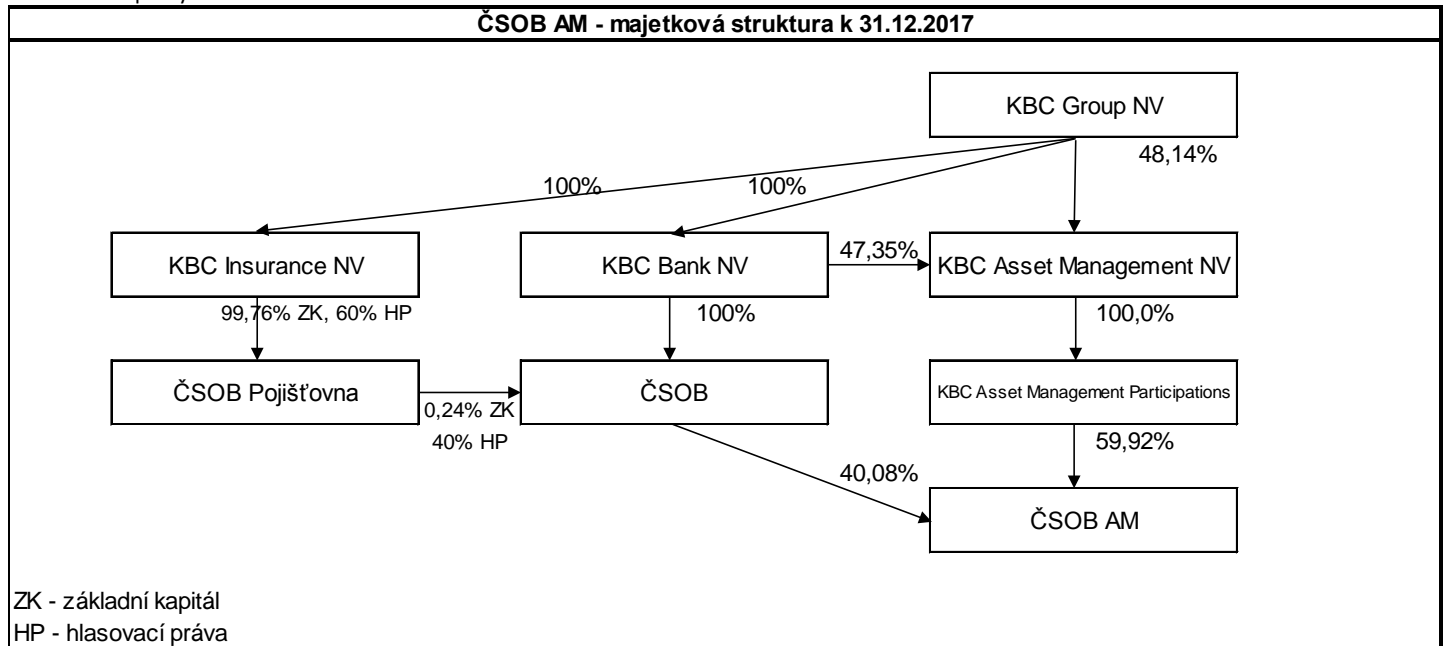 ČSOB AM - majetková struktura k 31.12.2017
KBC Group NV
48,14%
100%
100%
KBC Insurance NV
KBC Bank NV
47,35%
KBC Asset Management NV
99,76% ZK, 60% HP
100%
100,0%
ČSOB Pojišťovna
0,24% ZK
40% HP
ČSOB
KBC Asset Management Participations
59,92%
40,08%
ČSOB AM
ZK - základní kapitál
HP - hlasovací práva